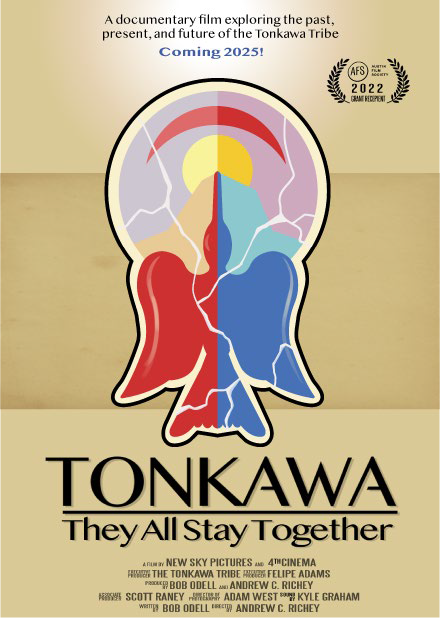 A documentary film exploring the past,
present, and future of the Tonkawa Tribe
Coming 2025!
AFS AUSTIN FILM SOCIETY
2022
GRANT RECIPIENT
TONKAWA
They All Stay Together
A FILM BY NEW SKY PICTURES AND 4TH CINEMA
EXECUTIVE PRODUCER THE TONKAWA TRIBE EXECUTIVE PRODUCER FELIPE ADAMS
PRODUCED BY BOB ODELL AND ANDREW C. RICHEY
ASSOCIATE PRODUCER SCOTT RANEY DIRECTOR OF PHOTOGRAPHY ADAM WEST SOUND BY KYLE GRAHAM
WRITTEN BY BOB ODELL DIRECTED BY ANDREW C. RICHEY